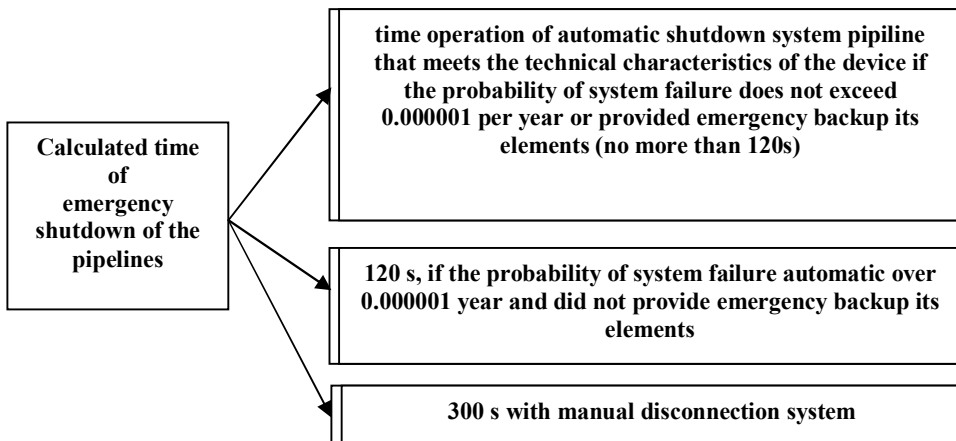 Calculated time
of
emergency
shutdown of the
pipelines
time operation of automatic shutdown system pipiline
that meets the technical characteristics of the device if
the probability of system failure does not exceed
0.000001 per year or provided emergency backup its
elements (no more than 120s)
120 s, if the probability of system failure automatic over
0.000001 year and did not provide emergency backup its
elements
300 s with manual disconnection system